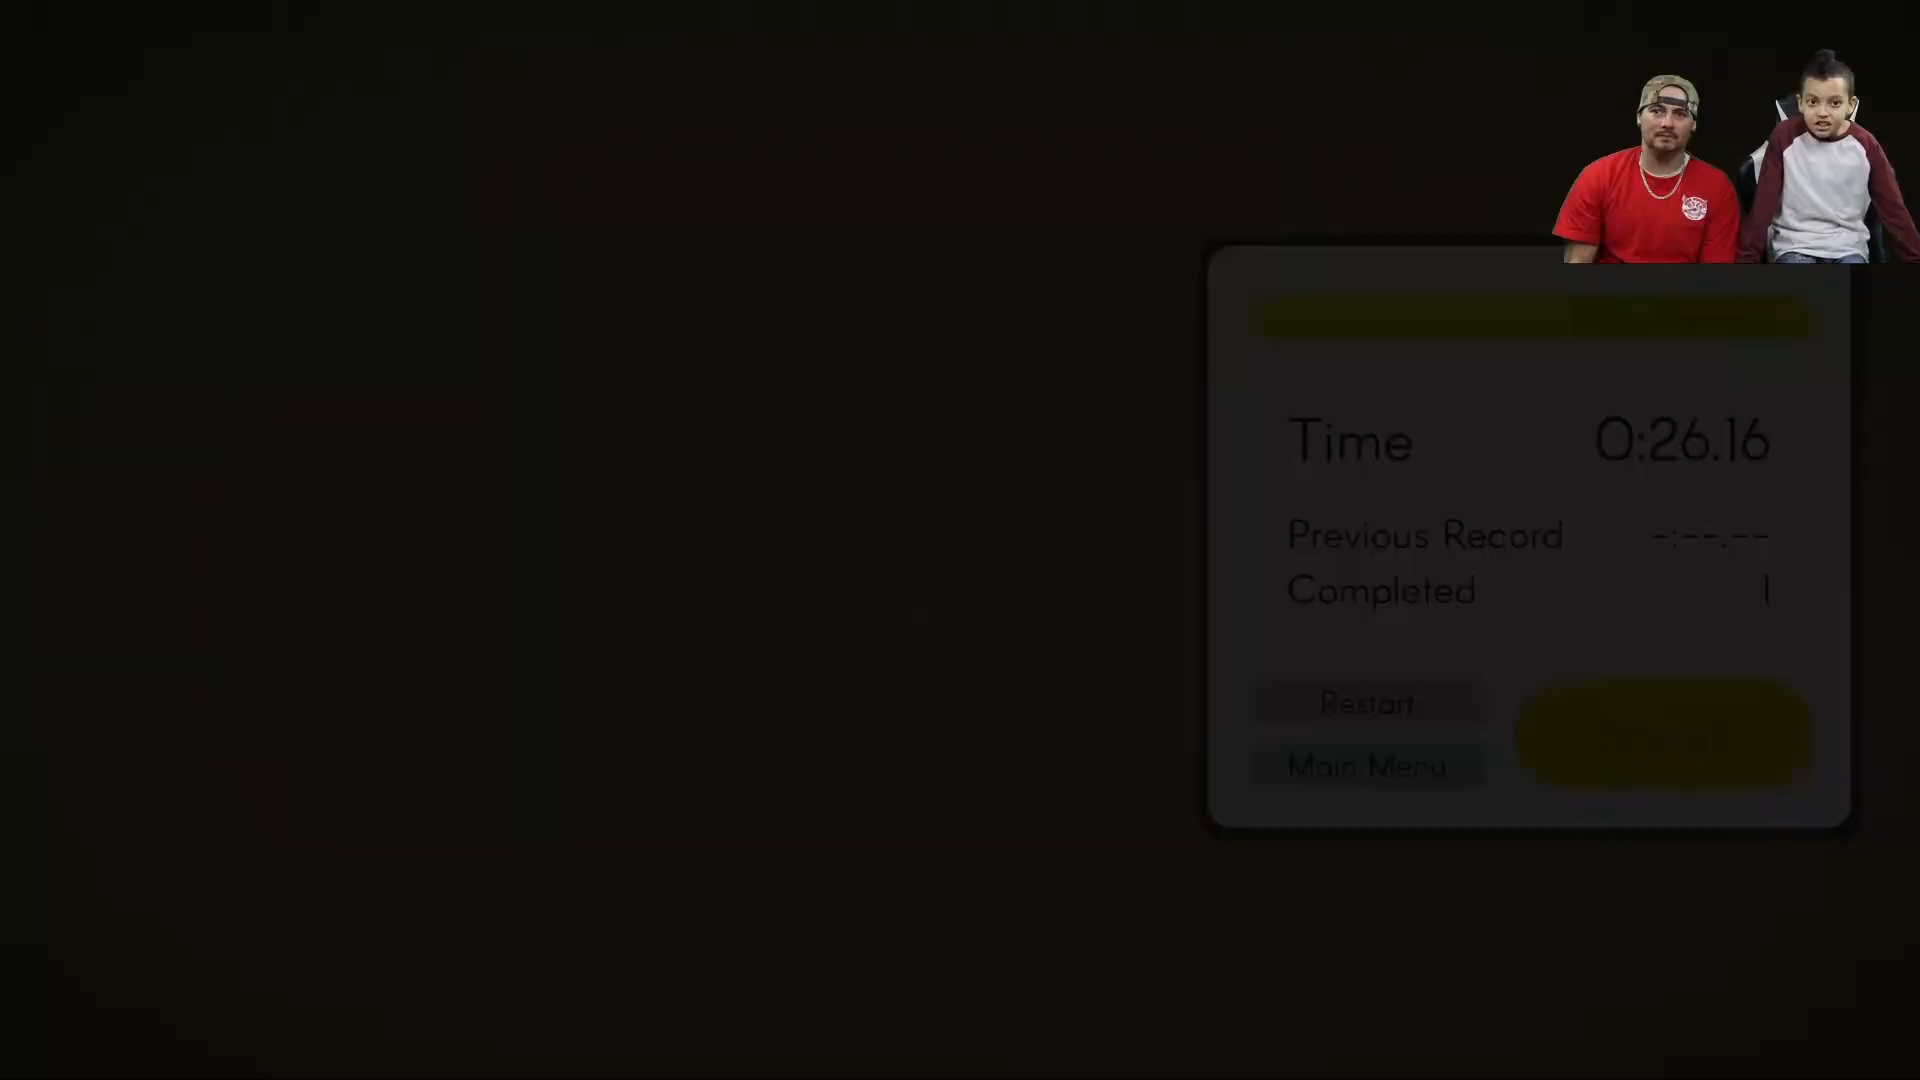 Time 0:26.16
Previous Record -:--.--
Completed 1
Restart
Main Menu